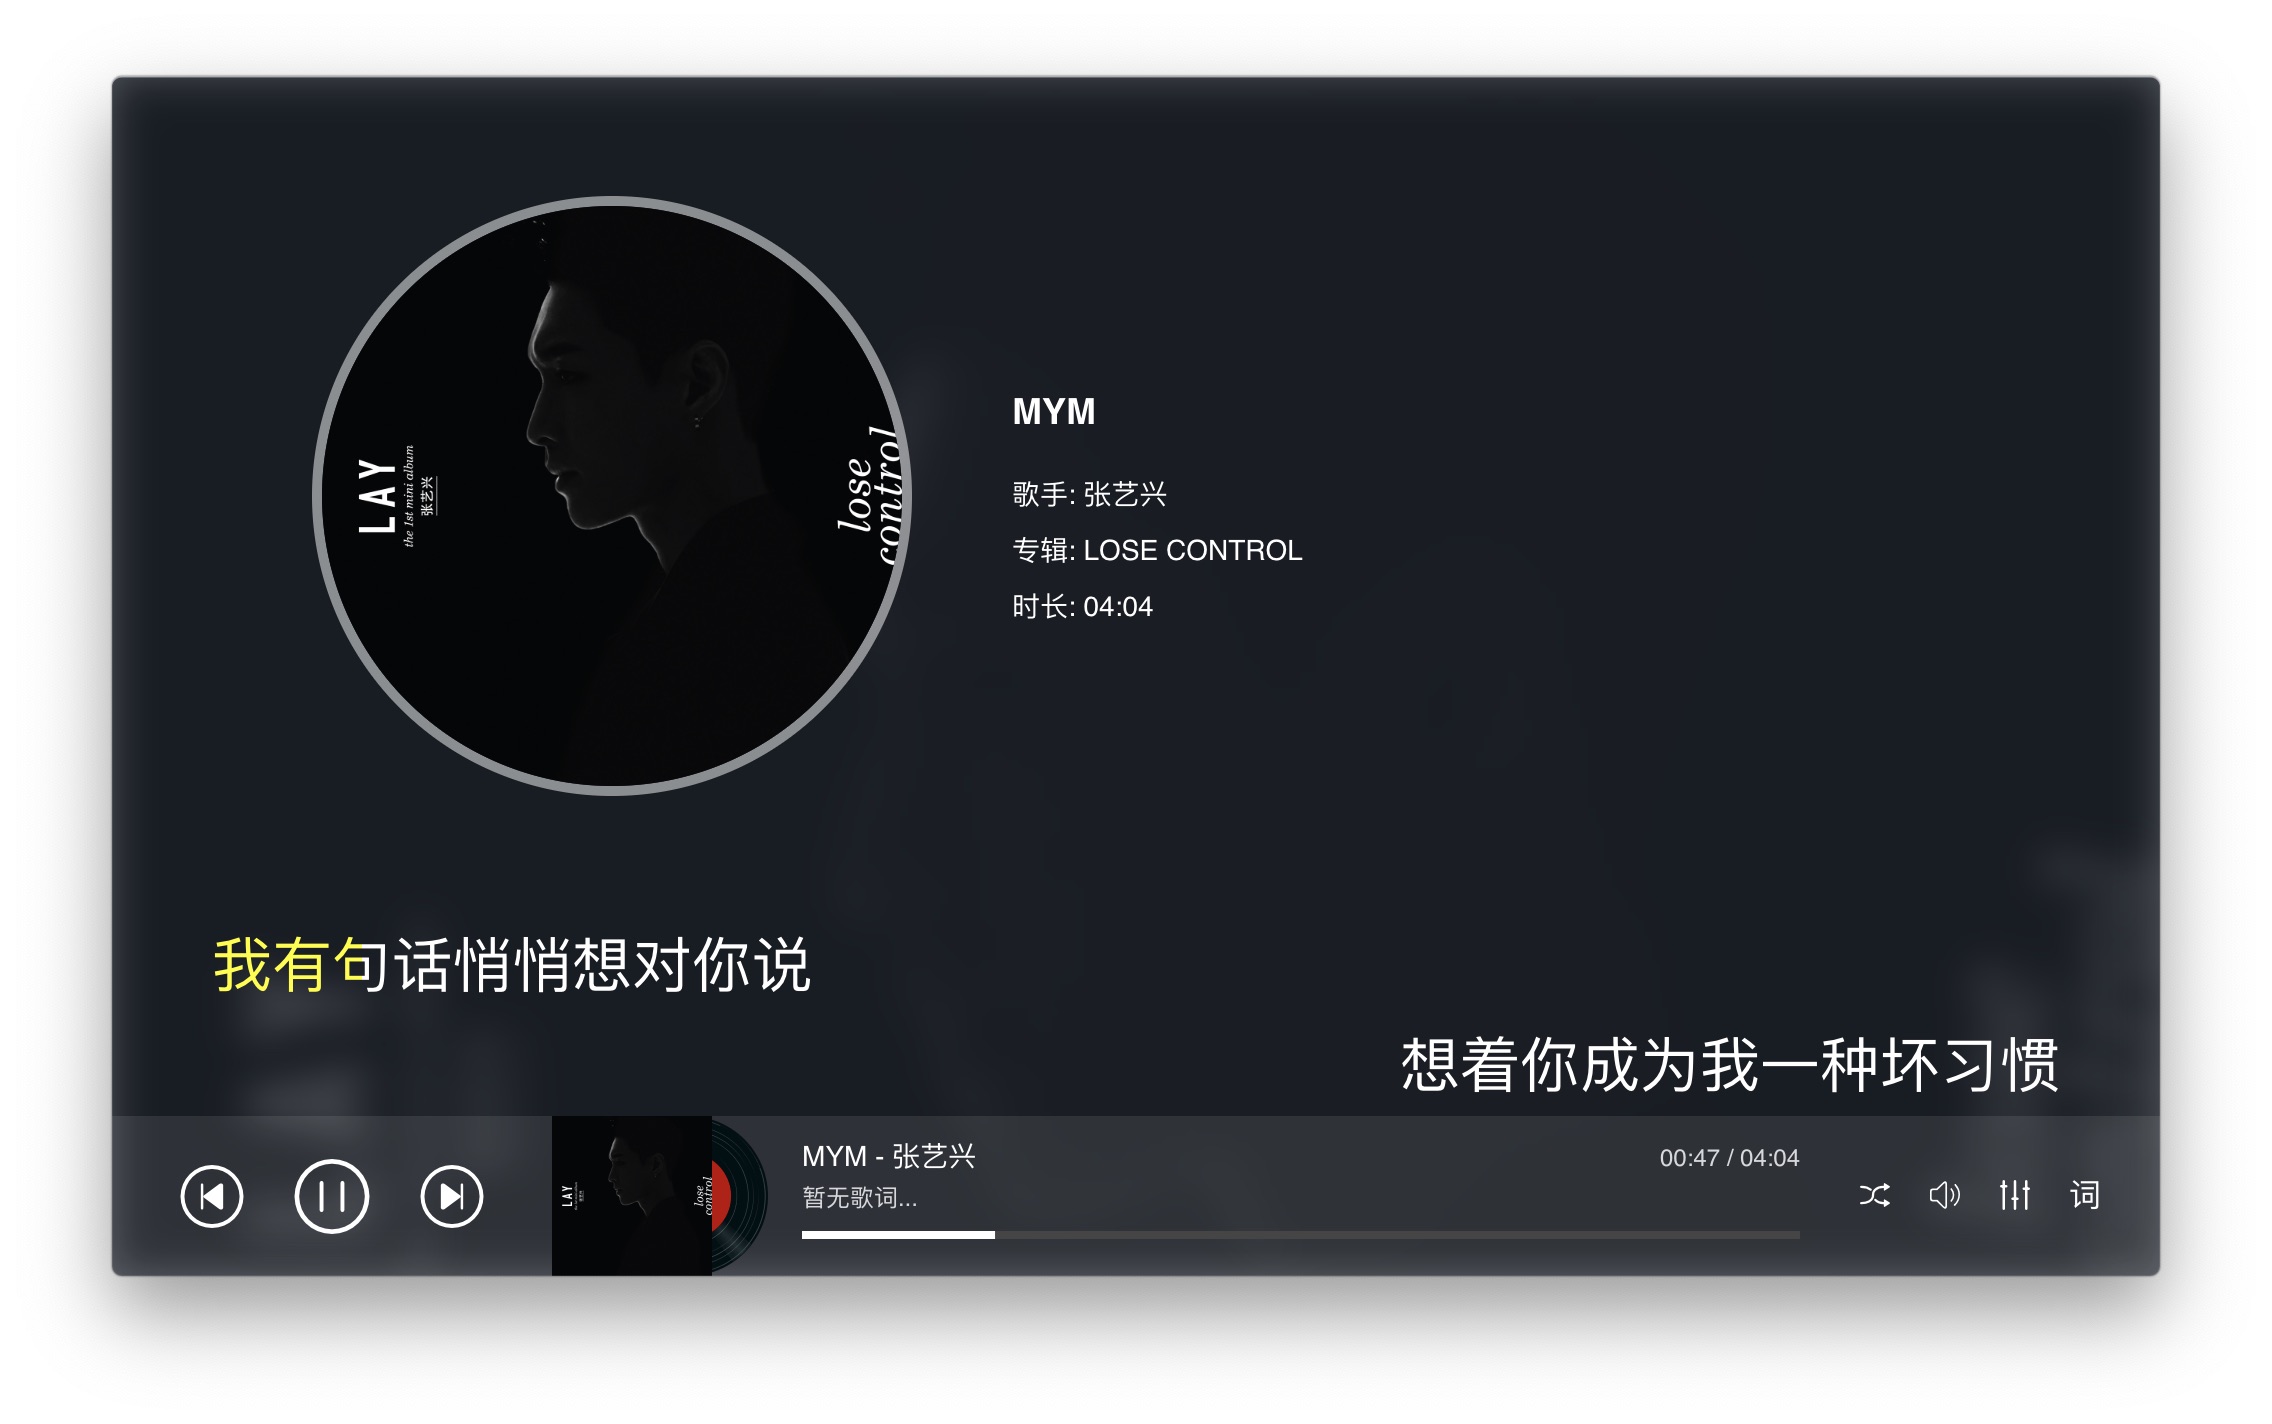 LAY
the 1st mini album
张艺兴
lose
control
MYM
歌手: 张艺兴
专辑: LOSE CONTROL
时长: 04:04
我有句话悄悄想对你说
想着你成为我一种坏习惯
LAY
lose
control
MYM - 张艺兴
00:47 / 04:04
暂无歌词...
词